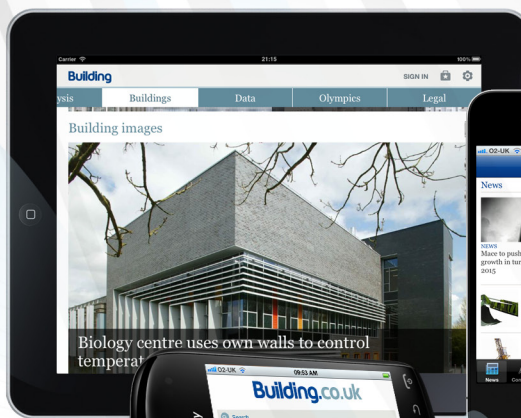 Carrier 21:15 100%
Building SIGN IN
ysis Buildings Data Olympics Legal
Building images
Biology centre uses own walls to control
temperat
O2-UK
News
NEWS
Mace to push
growth in tur
2015
News Con
O2-UK 09:53 AM
Building.co.uk
Search